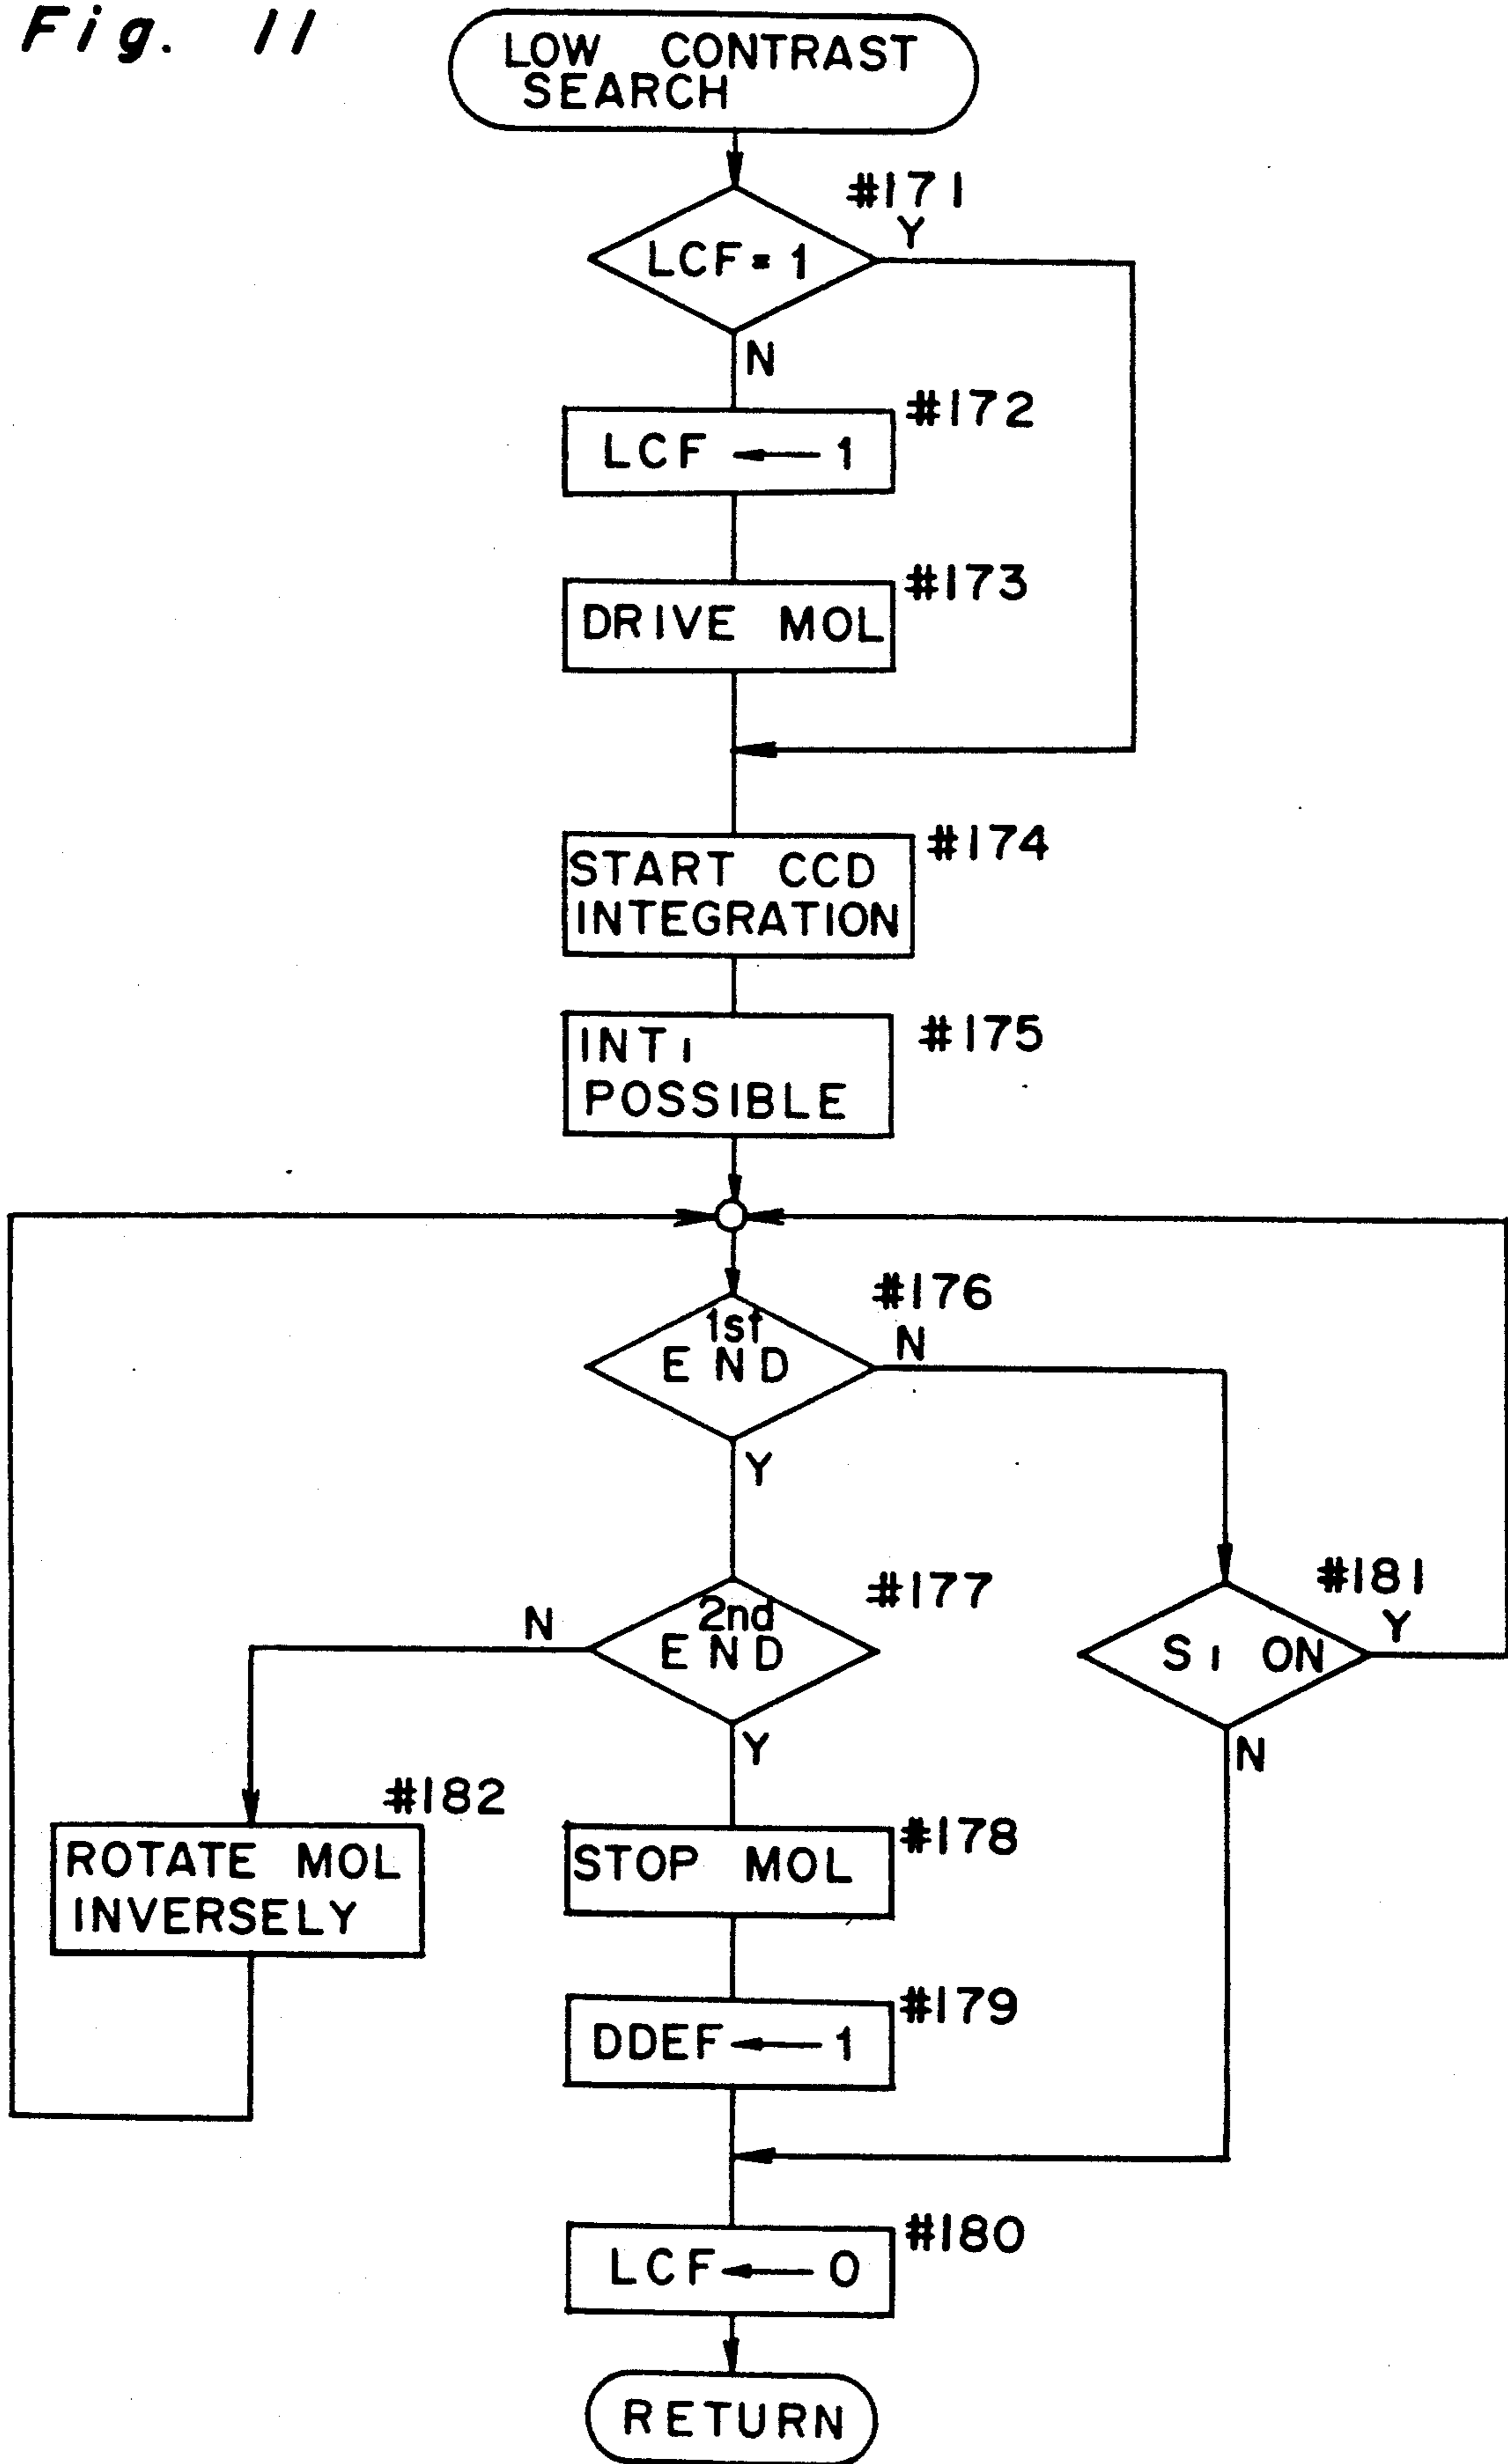 Fig. 11
LOW CONTRAST
SEARCH
#171
Y
LCF = 1
N
#172
LCF ← 1
#173
DRIVE MOL
#174
START CCD
INTEGRATION
#175
INT1
POSSIBLE
#176
1st
END
N
Y
#177
2nd
END
N
Y
#181
S1 ON
Y
N
#182
ROTATE MOL
INVERSELY
#178
STOP MOL
#179
DDEF ← 1
#180
LCF ← 0
RETURN